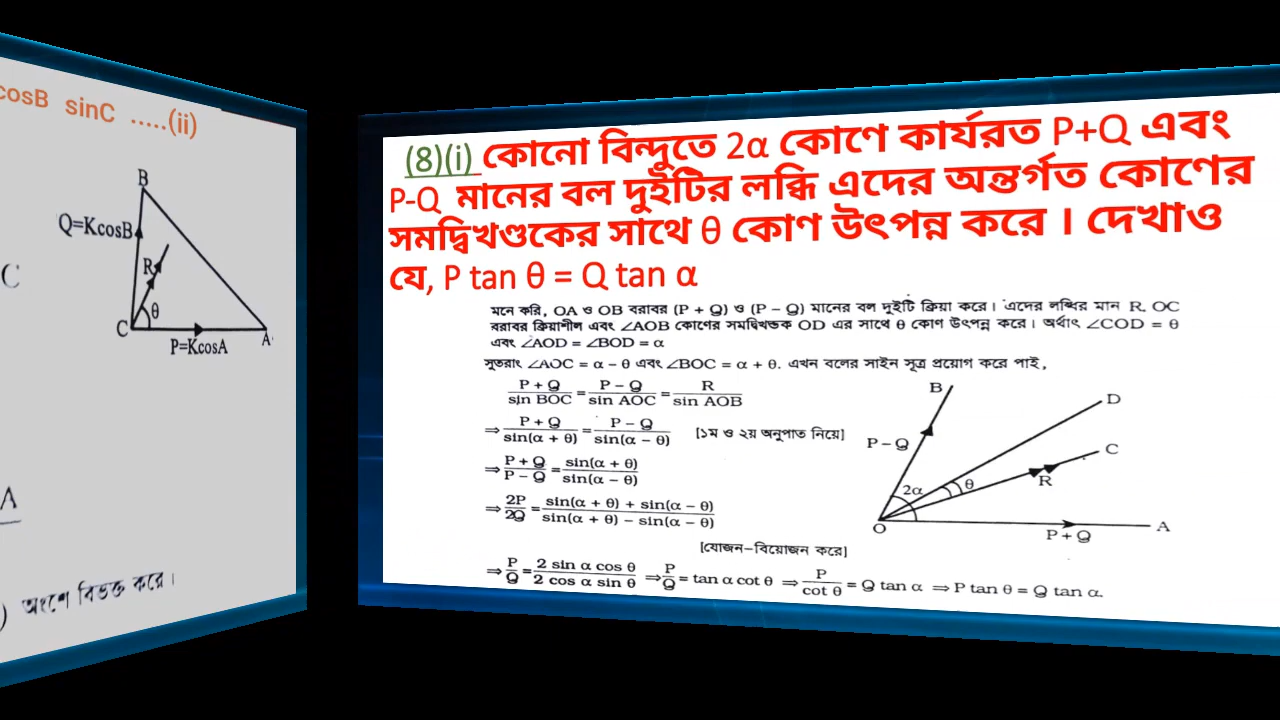 cosB sinC .....(ii)
B
Q=KcosB
R
θ
C
P=KcosA
A
C
A
) অংশে বিভক্ত করে।
(8)(i) কোনো বিন্দুতে 2α কোণে কার্যরত P+Q এবং
P-Q মানের বল দুইটির লব্ধি এদের অন্তর্গত কোণের
সমদ্বিখণ্ডকের সাথে θ কোণ উৎপন্ন করে । দেখাও
যে, P tan θ = Q tan α
মনে করি, OA ও OB বরাবর (P + Q) ও (P − Q) মানের বল দুইটি ক্রিয়া করে। এদের লব্ধির মান R. OC
বরাবর ক্রিয়াশীল এবং ∠AOB কোণের সমদ্বিখন্ডক OD এর সাথে θ কোণ উৎপন্ন করে। অর্থাৎ ∠COD = θ
এবং ∠AOD = ∠BOD = α
সুতরাং ∠AOC = α − θ এবং ∠BOC = α + θ. এখন বলের সাইন সূত্র প্রয়োগ করে পাই,
P + Q / sin BOC = P − Q / sin AOC = R / sin AOB
⇒ P + Q / sin(α + θ) = P − Q / sin(α − θ) [১ম ও ২য় অনুপাত নিয়ে]
⇒ P + Q / P − Q = sin(α + θ) / sin(α − θ)
⇒ 2P / 2Q = sin(α + θ) + sin(α − θ) / sin(α + θ) − sin(α − θ)
[যোজন−বিয়োজন করে]
⇒ P / Q = 2 sin α cos θ / 2 cos α sin θ ⇒ P / Q = tan α cot θ ⇒ P / cot θ = Q tan α ⇒ P tan θ = Q tan α.
B
D
P − Q
C
R
2α
θ
O
A
P + Q